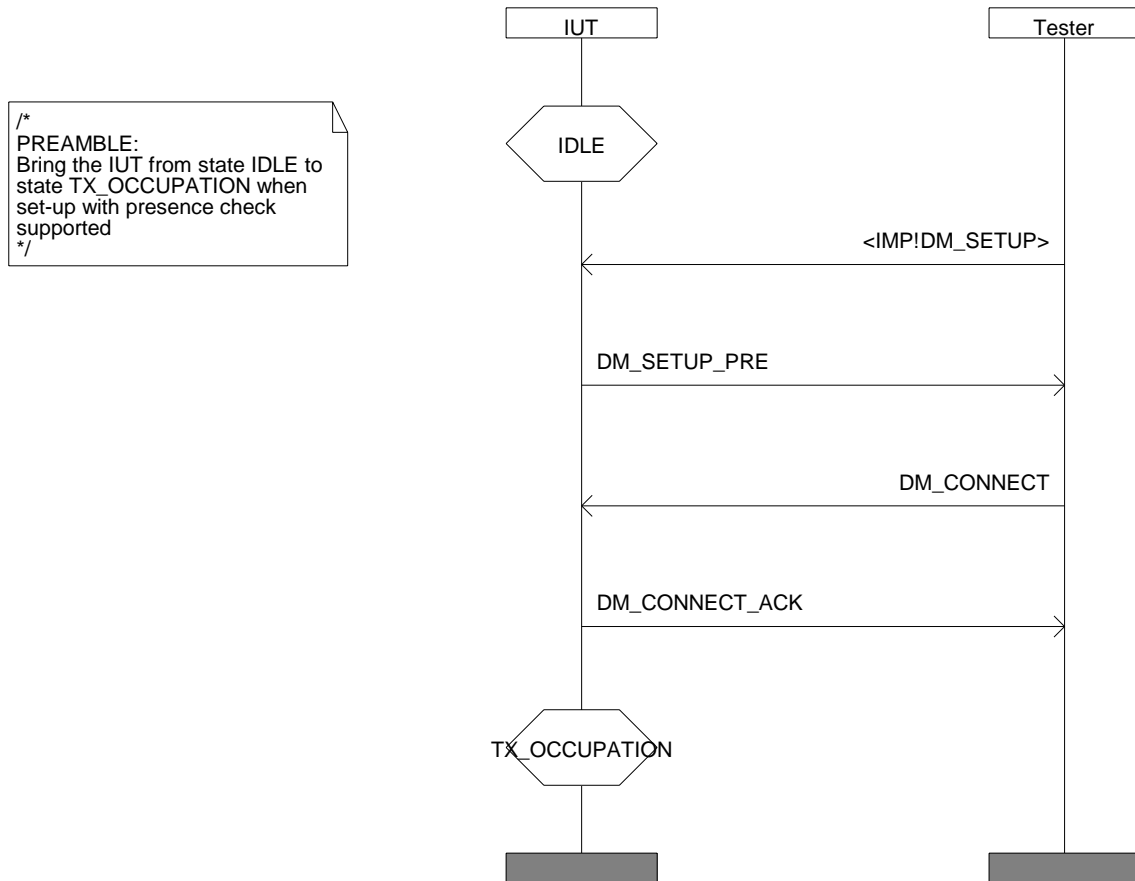 IUT
Tester
/*
PREAMBLE:
Bring the IUT from state IDLE to
state TX_OCCUPATION when
set-up with presence check
supported
*/
IDLE
<IMP!DM_SETUP>
DM_SETUP_PRE
DM_CONNECT
DM_CONNECT_ACK
TX_OCCUPATION